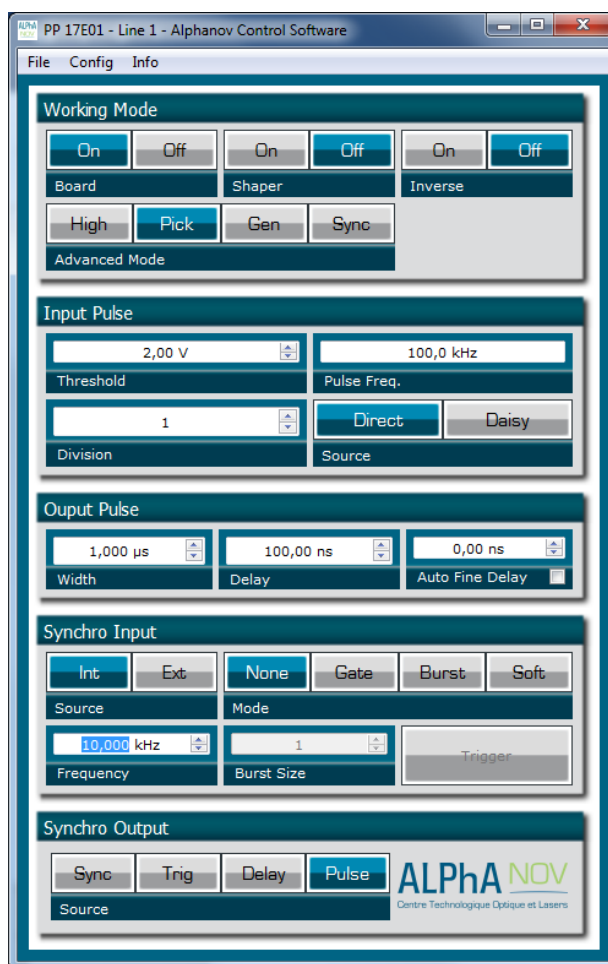 PP 17E01 - Line 1 - Alphanov Control Software
File Config Info
Working Mode
On Off On Off On Off
Board Shaper Inverse
High Pick Gen Sync
Advanced Mode
Input Pulse
2,00 V 100,0 kHz
Threshold Pulse Freq.
1 Direct Daisy
Division Source
Ouput Pulse
1,000 µs 100,00 ns 0,00 ns
Width Delay Auto Fine Delay
Synchro Input
Int Ext None Gate Burst Soft
Source Mode
10,000 kHz 1 Trigger
Frequency Burst Size
Synchro Output
Sync Trig Delay Pulse
Source
ALPhA NOV
Centre Technologique Optique et Lasers